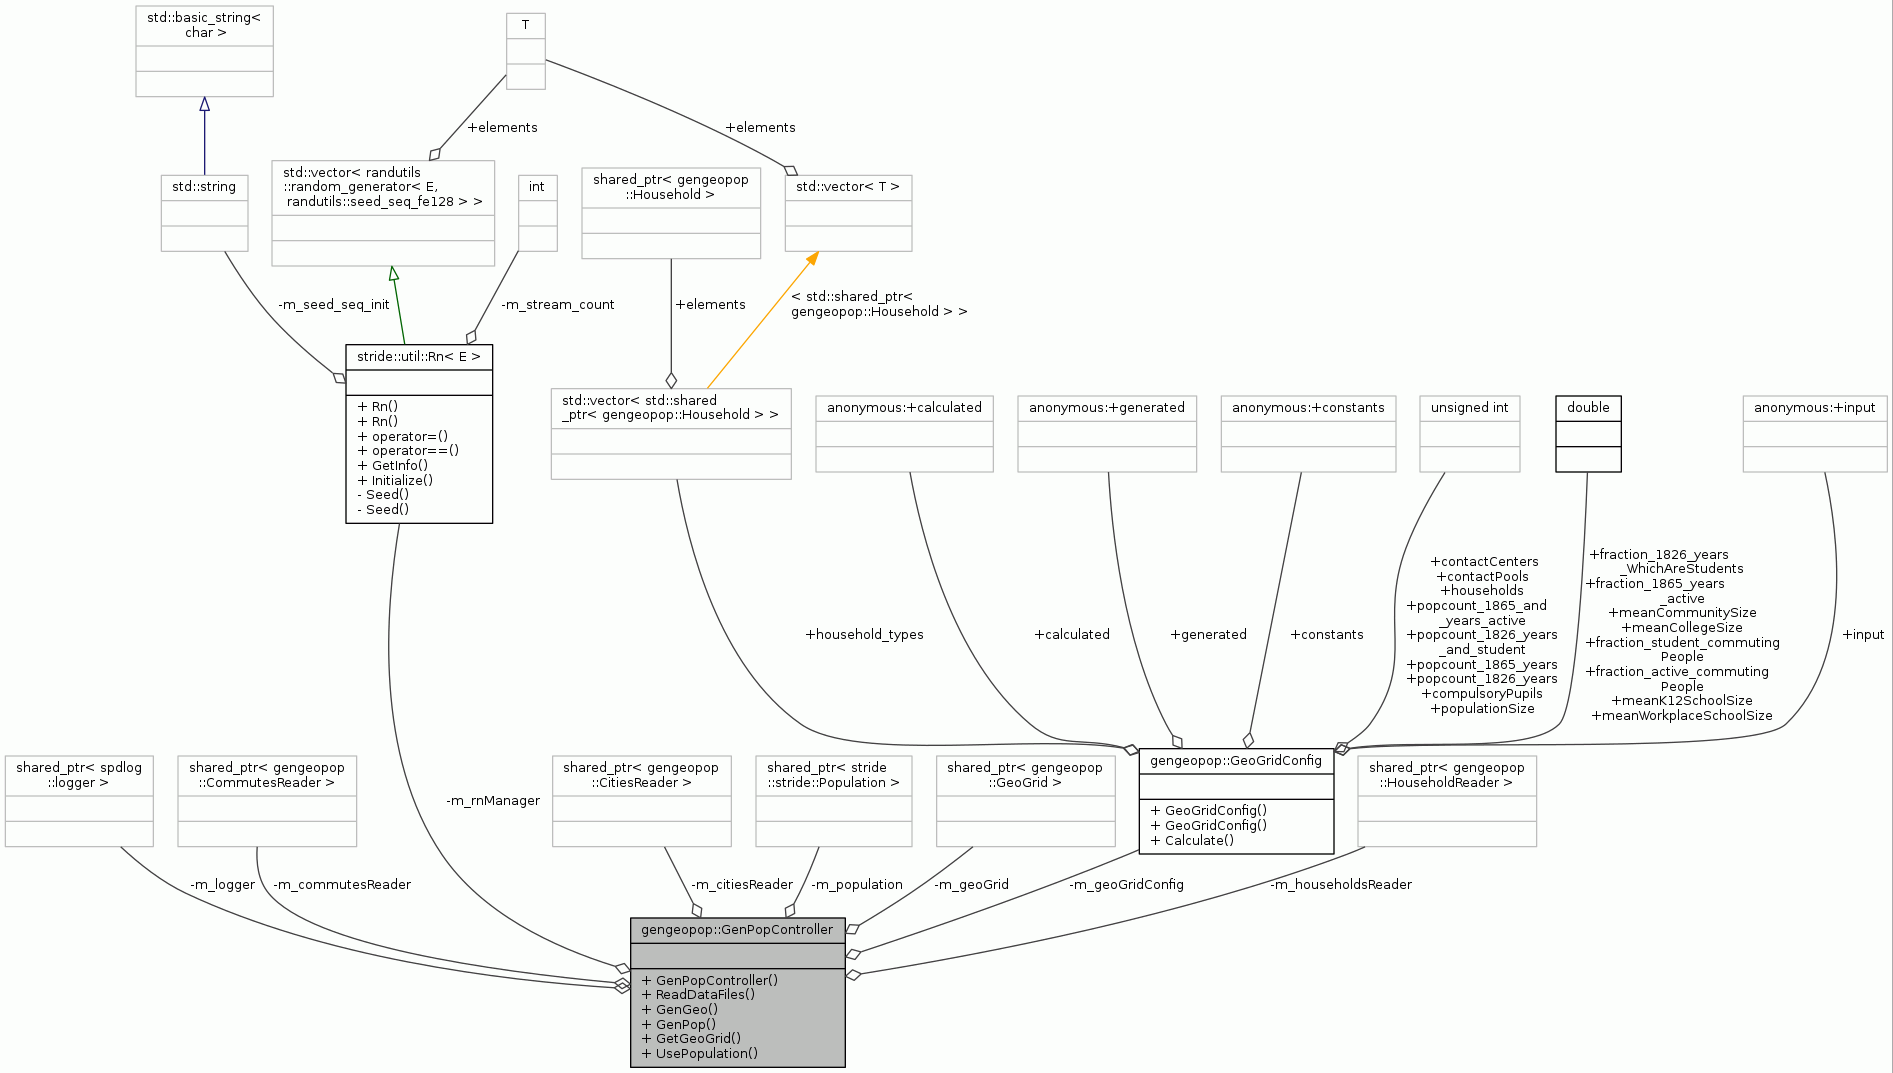 std::basic_string<
char >
T
+elements
+elements
std::string
std::vector< randutils
::random_generator< E,
randutils::seed_seq_fe128 > >
int
shared_ptr< gengeopop
::Household >
std::vector< T >
-m_seed_seq_init
-m_stream_count
+elements
< std::shared_ptr<
gengeopop::Household > >
stride::util::Rn< E >
+ Rn()
+ Rn()
+ operator=()
+ operator==()
+ GetInfo()
+ Initialize()
- Seed()
- Seed()
std::vector< std::shared
_ptr< gengeopop::Household > >
anonymous:+calculated
anonymous:+generated
anonymous:+constants
unsigned int
double
anonymous:+input
+household_types
+calculated
+generated
+constants
+contactCenters
+contactPools
+households
+popcount_1865_and
_years_active
+popcount_1826_years
_and_student
+popcount_1865_years
+popcount_1826_years
+compulsoryPupils
+populationSize
+fraction_1826_years
_WhichAreStudents
+fraction_1865_years
_active
+meanCommunitySize
+meanCollegeSize
+fraction_student_commuting
People
+fraction_active_commuting
People
+meanK12SchoolSize
+meanWorkplaceSchoolSize
+input
shared_ptr< spdlog
::logger >
shared_ptr< gengeopop
::CommutesReader >
-m_rnManager
shared_ptr< gengeopop
::CitiesReader >
shared_ptr< stride
::stride::Population >
shared_ptr< gengeopop
::GeoGrid >
gengeopop::GeoGridConfig
+ GeoGridConfig()
+ GeoGridConfig()
+ Calculate()
shared_ptr< gengeopop
::HouseholdReader >
-m_logger
-m_commutesReader
-m_citiesReader
-m_population
-m_geoGrid
-m_geoGridConfig
-m_householdsReader
gengeopop::GenPopController
+ GenPopController()
+ ReadDataFiles()
+ GenGeo()
+ GenPop()
+ GetGeoGrid()
+ UsePopulation()